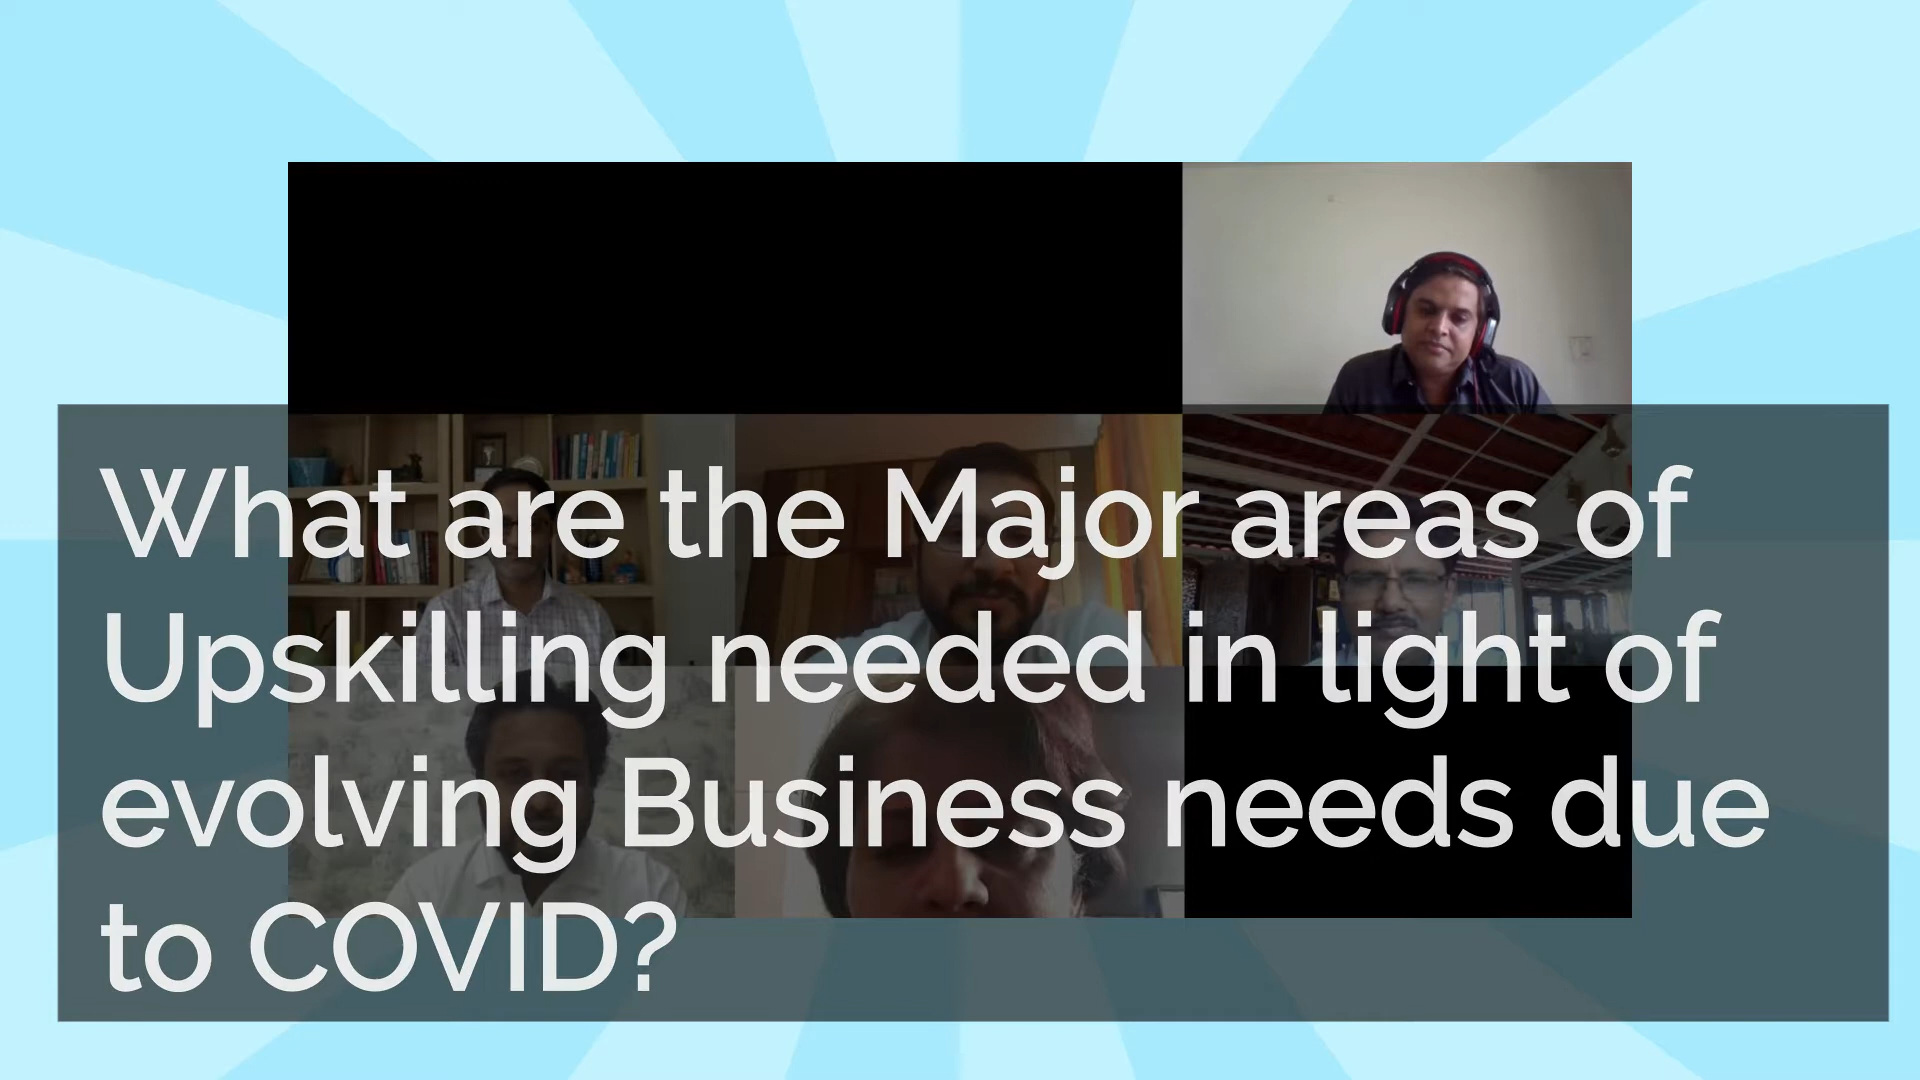 What are the Major areas of
Upskilling needed in light of
evolving Business needs due
to COVID?